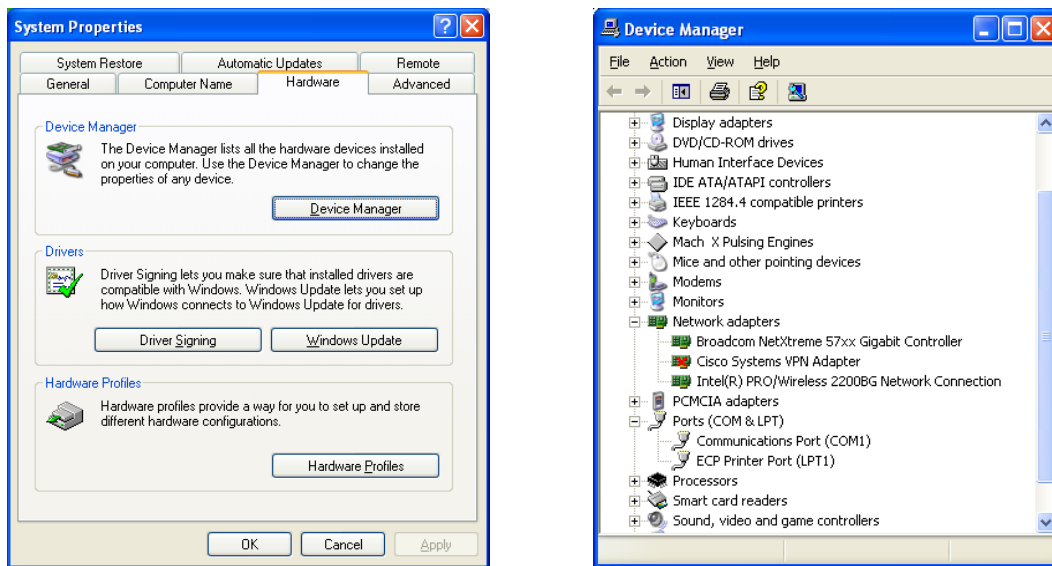 System Properties
System Restore
Automatic Updates
Remote
General
Computer Name
Hardware
Advanced
Device Manager
The Device Manager lists all the hardware devices installed
on your computer. Use the Device Manager to change the
properties of any device.
Device Manager
Drivers
Driver Signing lets you make sure that installed drivers are
compatible with Windows. Windows Update lets you set up
how Windows connects to Windows Update for drivers.
Driver Signing
Windows Update
Hardware Profiles
Hardware profiles provide a way for you to set up and store
different hardware configurations.
Hardware Profiles
OK
Cancel
Apply
Device Manager
File Action View Help
Display adapters
DVD/CD-ROM drives
Human Interface Devices
IDE ATA/ATAPI controllers
IEEE 1284.4 compatible printers
Keyboards
Mach X Pulsing Engines
Mice and other pointing devices
Modems
Monitors
Network adapters
Broadcom NetXtreme 57xx Gigabit Controller
Cisco Systems VPN Adapter
Intel(R) PRO/Wireless 2200BG Network Connection
PCMCIA adapters
Ports (COM & LPT)
Communications Port (COM1)
ECP Printer Port (LPT1)
Processors
Smart card readers
Sound, video and game controllers